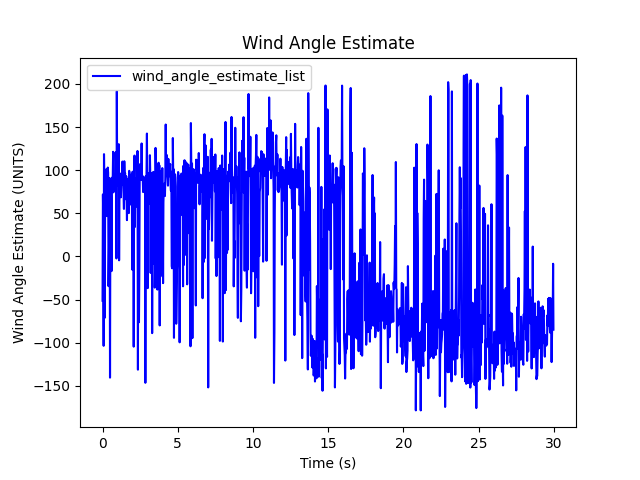 Wind Angle Estimate
wind_angle_estimate_list
Wind Angle Estimate (UNITS)
200
150
100
50
0
−50
−100
−150
0 5 10 15 20 25 30
Time (s)